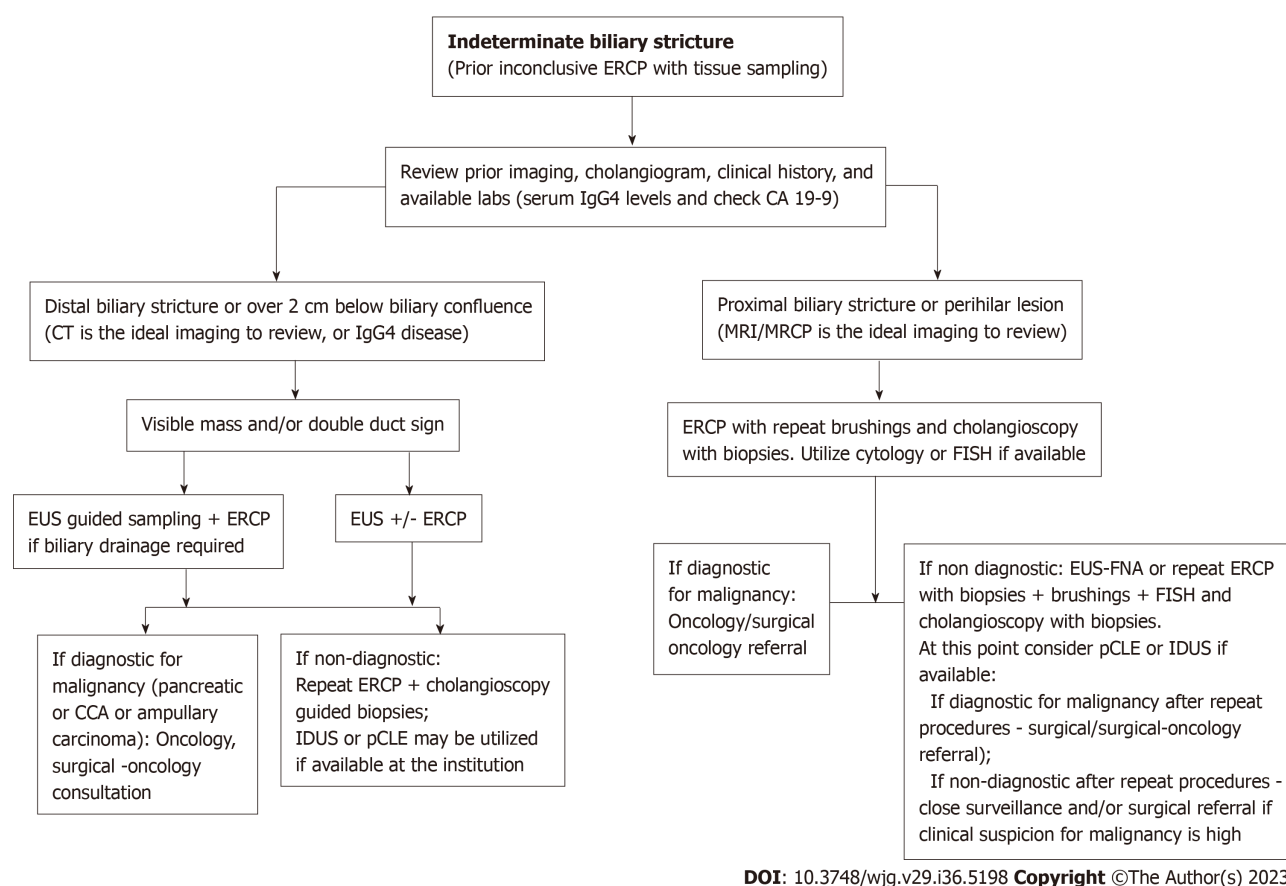 Indeterminate biliary stricture
(Prior inconclusive ERCP with tissue sampling)
Review prior imaging, cholangiogram, clinical history, and
available labs (serum IgG4 levels and check CA 19-9)
Distal biliary stricture or over 2 cm below biliary confluence
(CT is the ideal imaging to review, or IgG4 disease)
Visible mass and/or double duct sign
EUS guided sampling + ERCP
if biliary drainage required
EUS +/- ERCP
If diagnostic for
malignancy (pancreatic
or CCA or ampullary
carcinoma): Oncology,
surgical -oncology
consultation
If non-diagnostic:
Repeat ERCP + cholangioscopy
guided biopsies;
IDUS or pCLE may be utilized
if available at the institution
Proximal biliary stricture or perihilar lesion
(MRI/MRCP is the ideal imaging to review)
ERCP with repeat brushings and cholangioscopy
with biopsies. Utilize cytology or FISH if available
If diagnostic
for malignancy:
Oncology/surgical
oncology referral
If non diagnostic: EUS-FNA or repeat ERCP
with biopsies + brushings + FISH and
cholangioscopy with biopsies.
At this point consider pCLE or IDUS if
available:
If diagnostic for malignancy after repeat
procedures - surgical/surgical-oncology
referral);
If non-diagnostic after repeat procedures -
close surveillance and/or surgical referral if
clinical suspicion for malignancy is high
DOI: 10.3748/wjg.v29.i36.5198 Copyright ©The Author(s) 2023